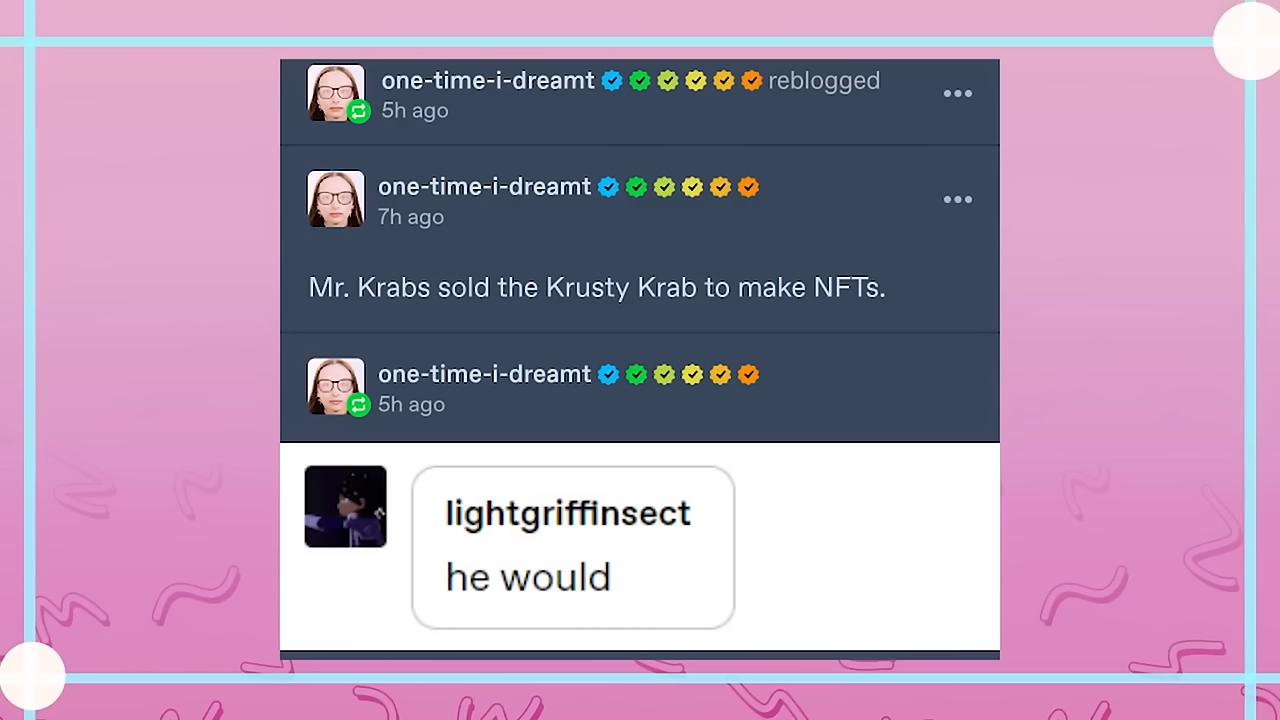 one-time-i-dreamt reblogged
5h ago
one-time-i-dreamt
7h ago
Mr. Krabs sold the Krusty Krab to make NFTs.
one-time-i-dreamt
5h ago
lightgriffinsect
he would